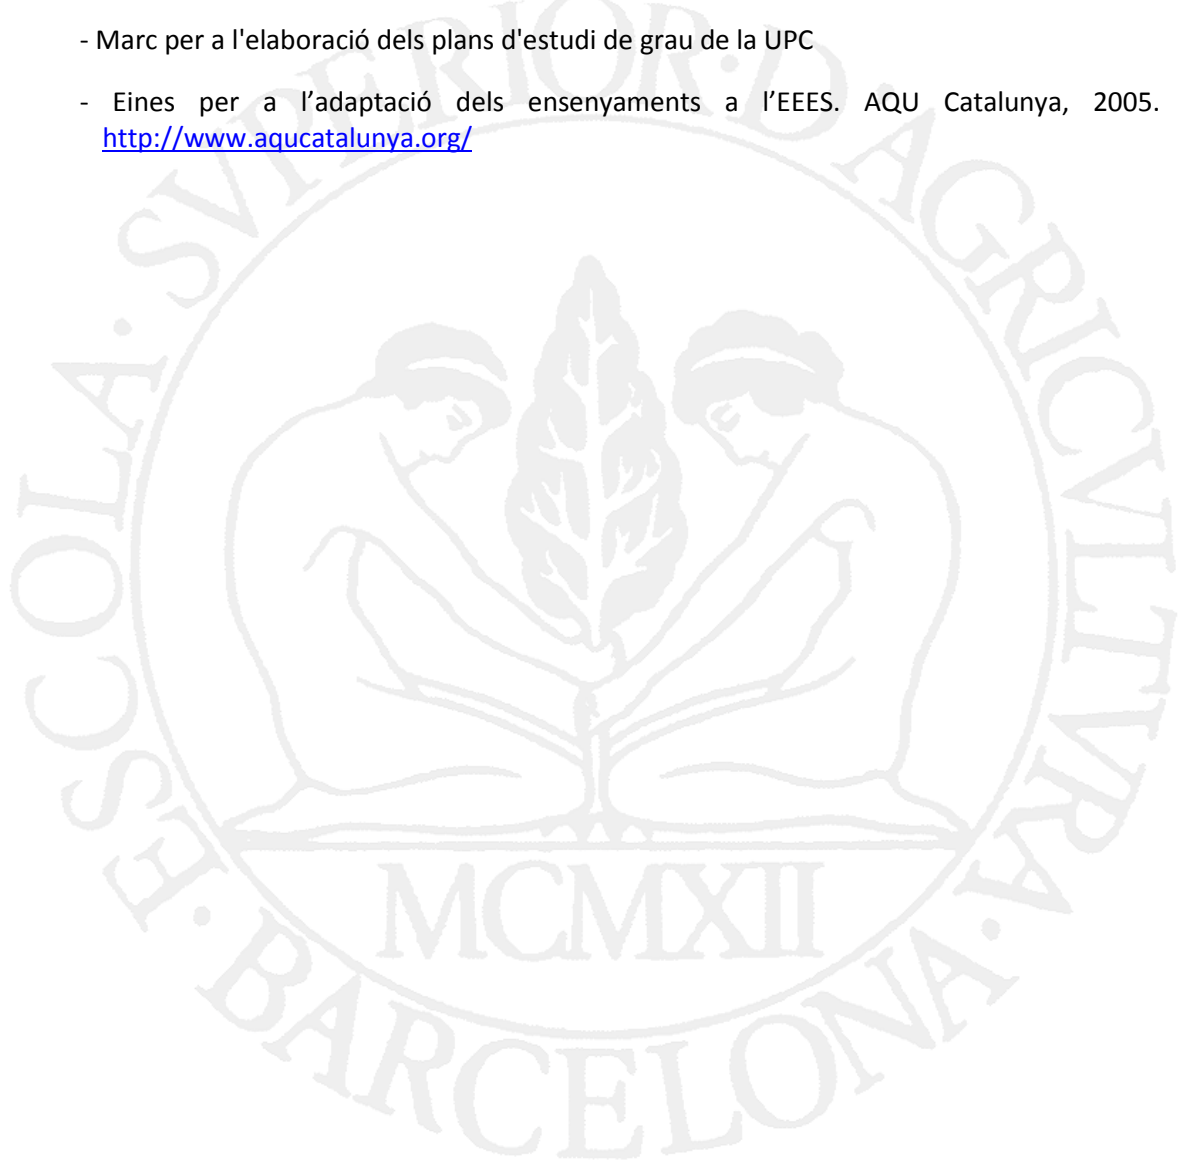 - Marc per a l'elaboració dels plans d'estudi de grau de la UPC
- Eines per a l’adaptació dels ensenyaments a l’EEES. AQU Catalunya, 2005.
http://www.aqucatalunya.org/
ESCOLA · SVPERIOR · D AGRICVLTVRA · BARCELONA ·
MCMXII